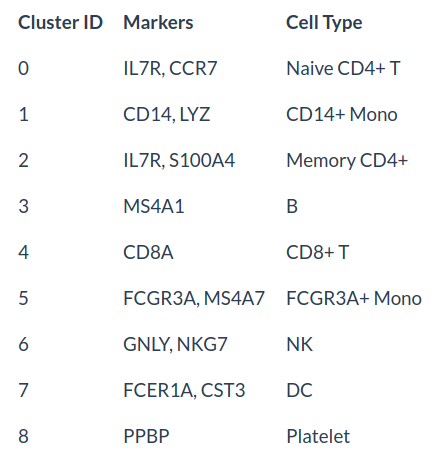 Cluster ID Markers Cell Type
0 IL7R, CCR7 Naive CD4+ T
1 CD14, LYZ CD14+ Mono
2 IL7R, S100A4 Memory CD4+
3 MS4A1 B
4 CD8A CD8+ T
5 FCGR3A, MS4A7 FCGR3A+ Mono
6 GNLY, NKG7 NK
7 FCER1A, CST3 DC
8 PPBP Platelet